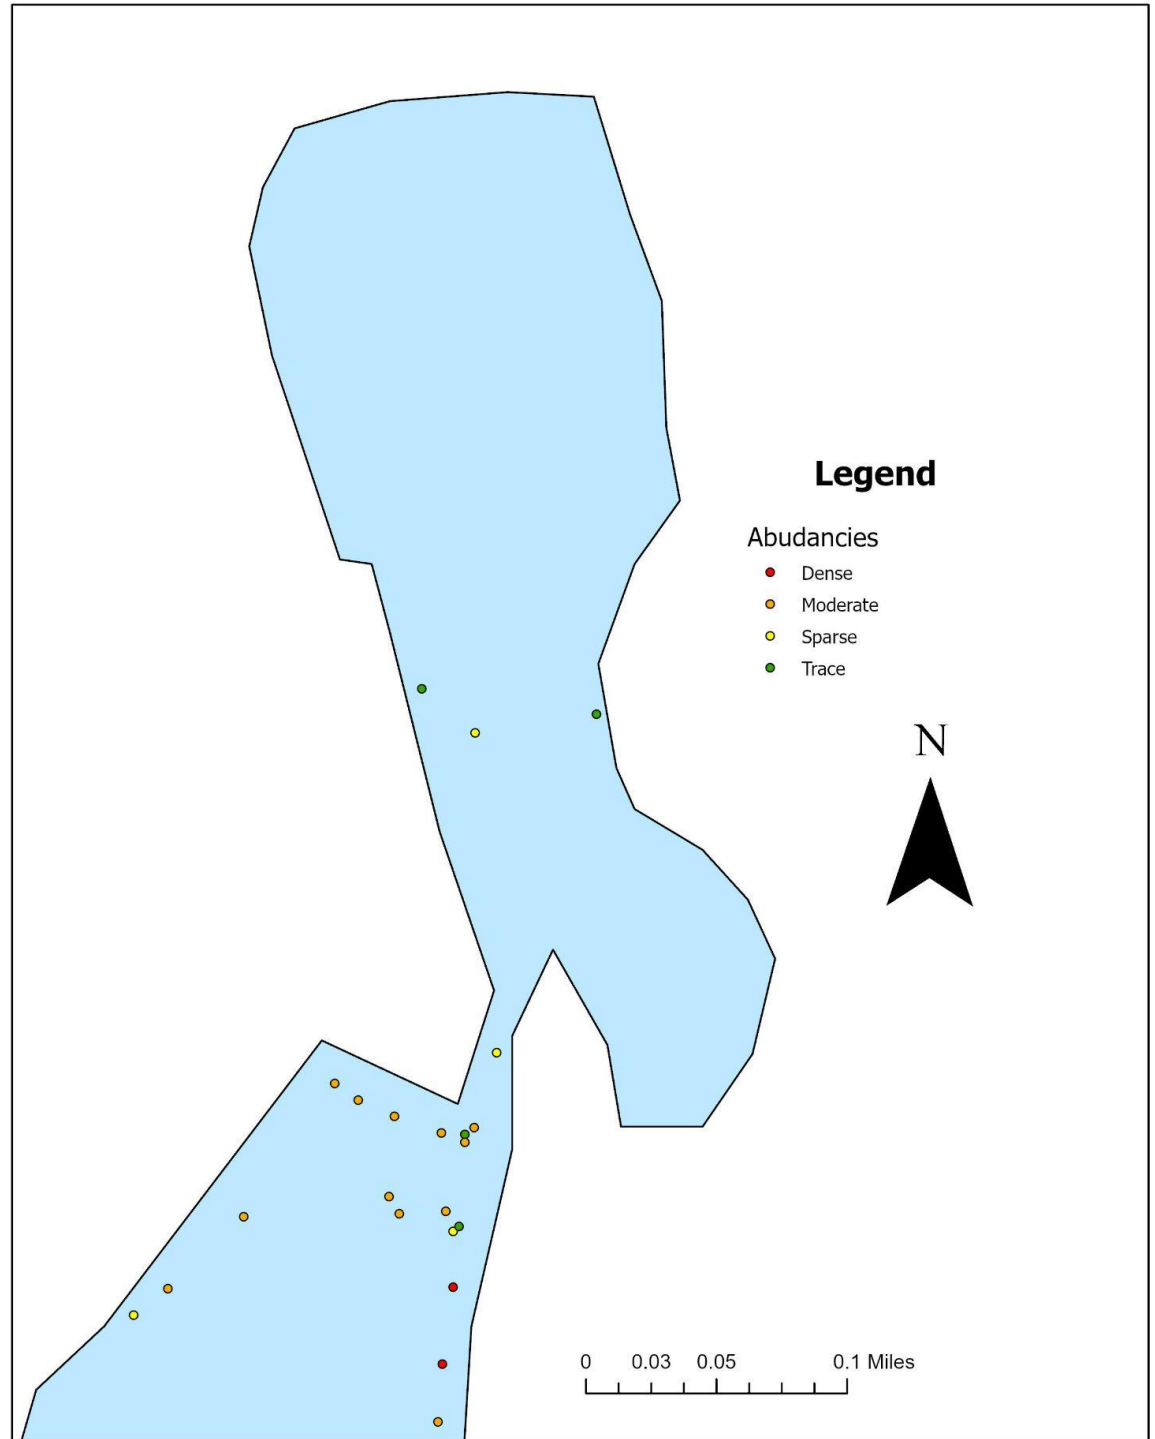 Legend
Abudancies
Dense
Moderate
Sparse
Trace
N
0 0.03 0.05 0.1 Miles